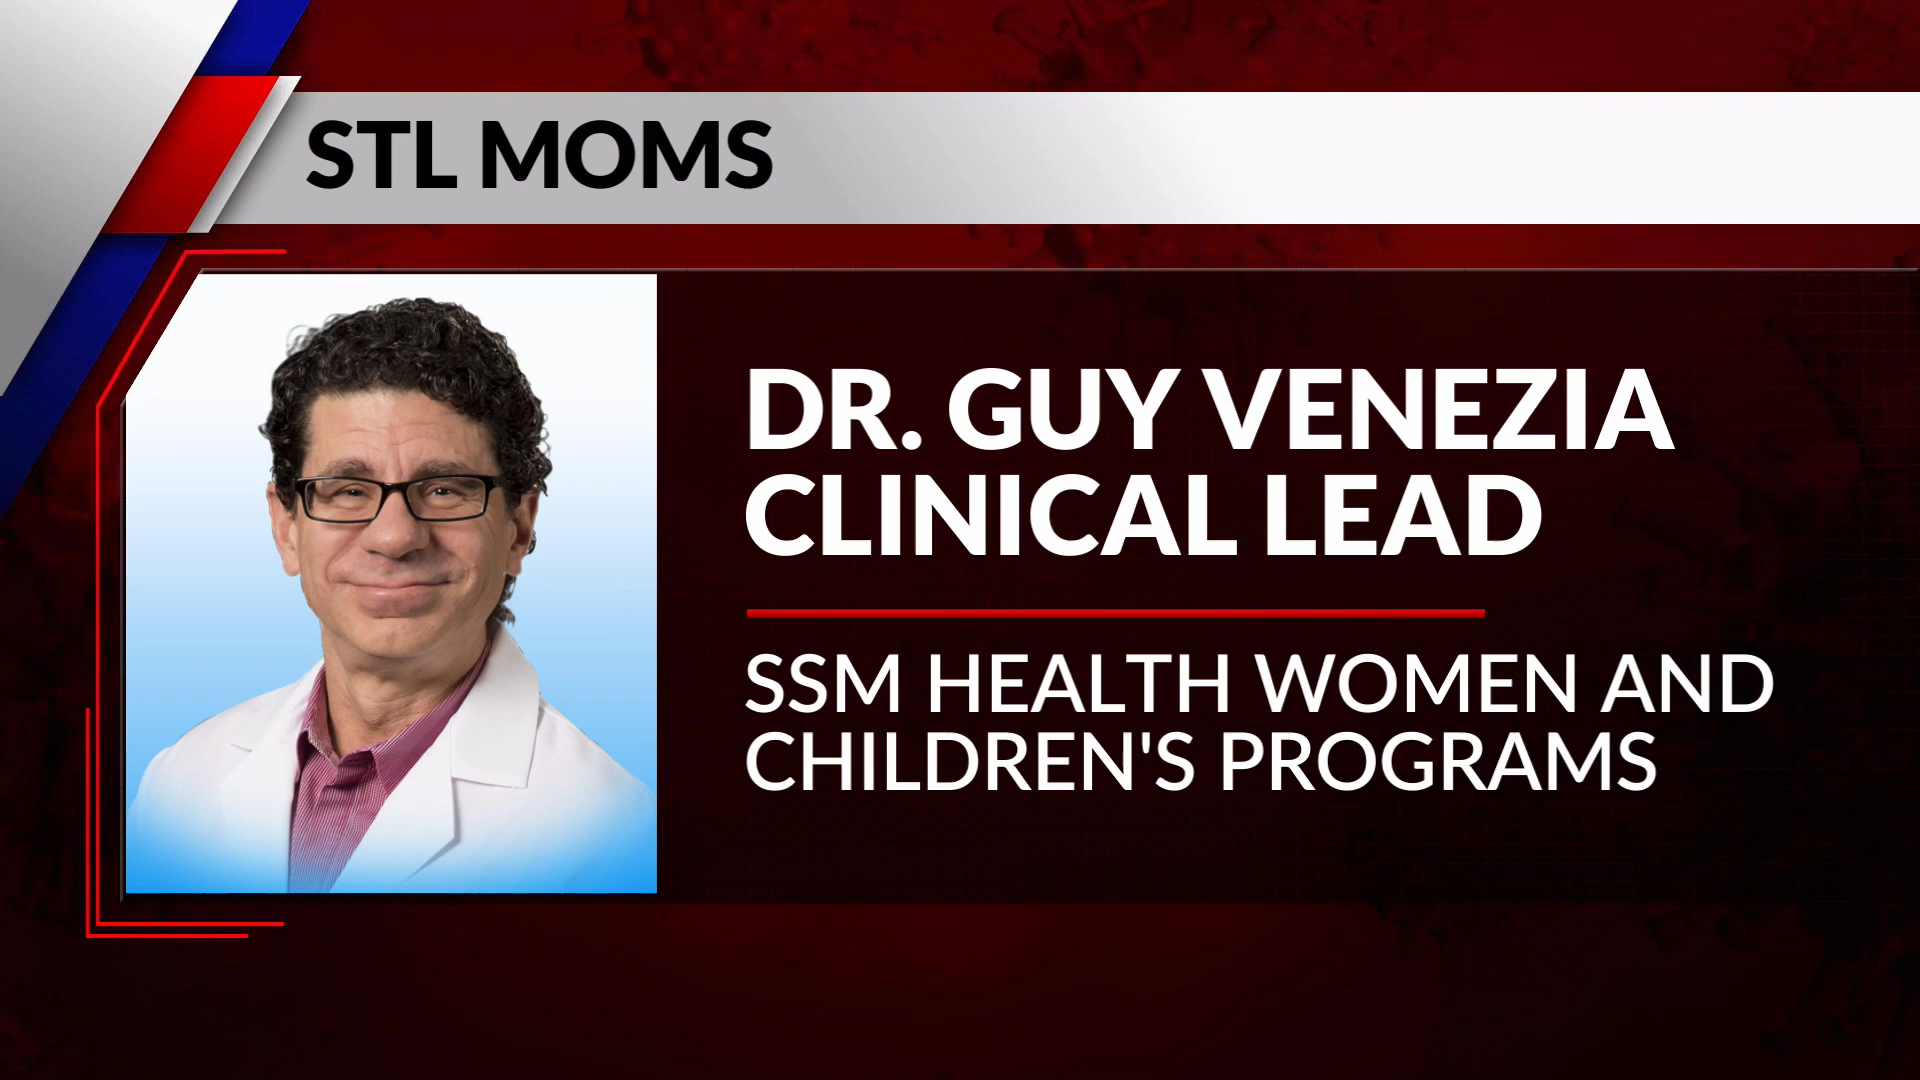 STL MOMS
DR. GUY VENEZIA
CLINICAL LEAD
SSM HEALTH WOMEN AND
CHILDREN'S PROGRAMS